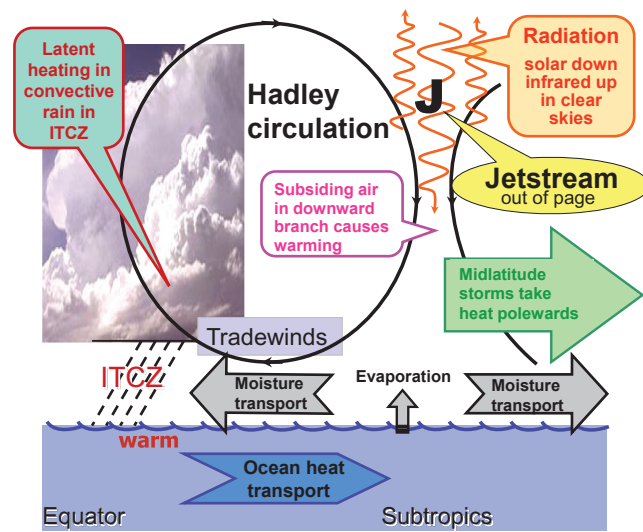 Latent
heating in
convective
rain in
ITCZ
Hadley
circulation
J
Radiation
solar down
infrared up
in clear
skies
Jetstream
out of page
Subsiding air
in downward
branch causes
warming
Midlatitude
storms take
heat polewards
Tradewinds
ITCZ
Moisture
transport
Evaporation
Moisture
transport
warm
Ocean heat
transport
Equator
Subtropics